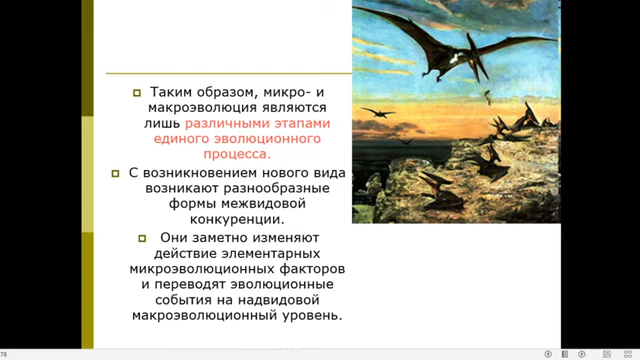 Таким образом, микро- и
макроэволюция являются
лишь различными этапами
единого эволюционного
процесса.
С возникновением нового вида
возникают разнообразные
формы межвидовой
конкуренции.
Они заметно изменяют
действие элементарных
микроэволюционных факторов
и переводят эволюционные
события на надвидовой
макроэволюционный уровень.
78